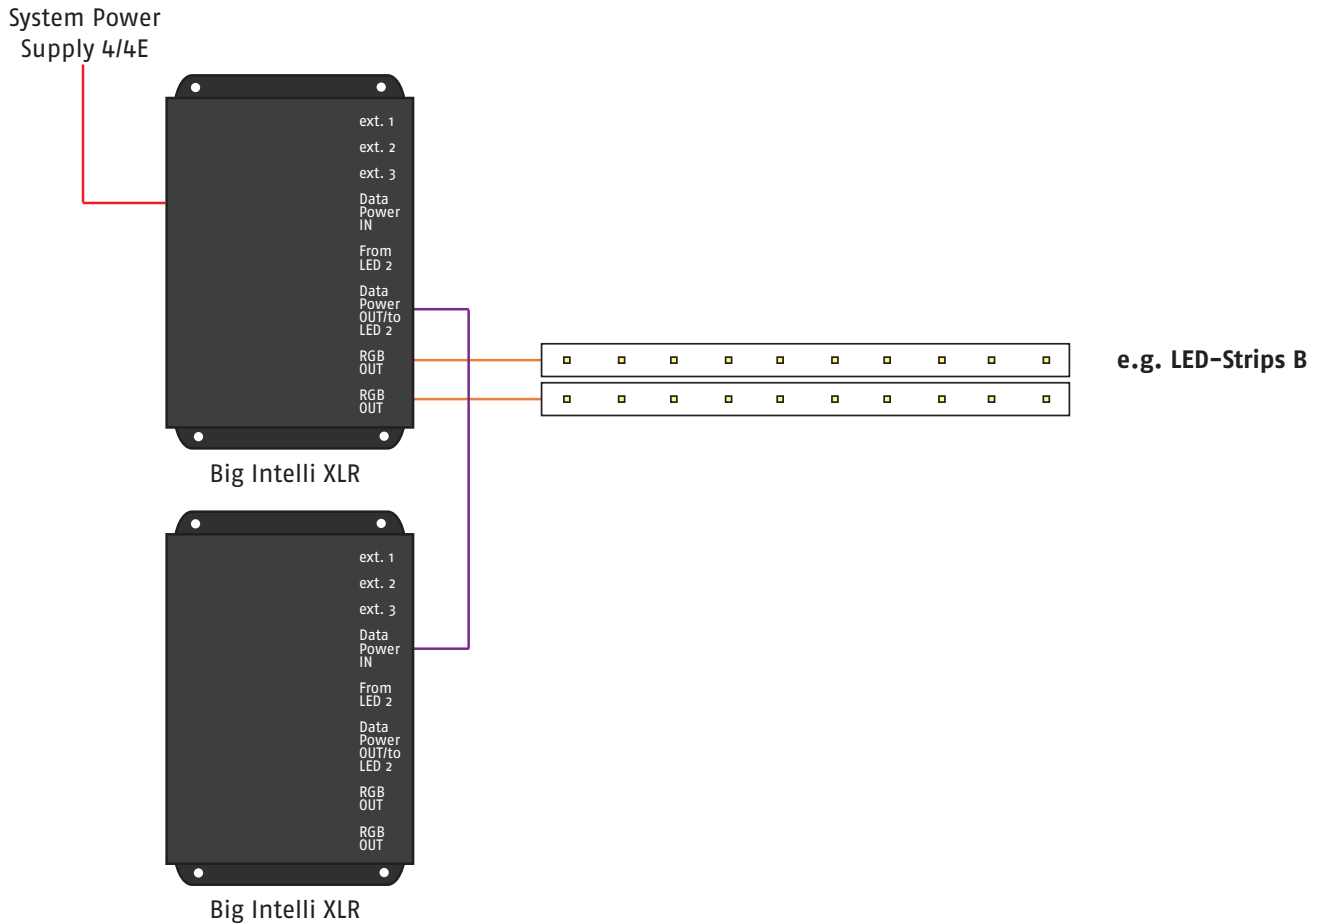 System Power
Supply 4/4E
ext. 1
ext. 2
ext. 3
Data
Power
IN
From
LED 2
Data
Power
OUT/to
LED 2
RGB
OUT
RGB
OUT
e.g. LED-Strips B
Big Intelli XLR
ext. 1
ext. 2
ext. 3
Data
Power
IN
From
LED 2
Data
Power
OUT/to
LED 2
RGB
OUT
RGB
OUT
Big Intelli XLR